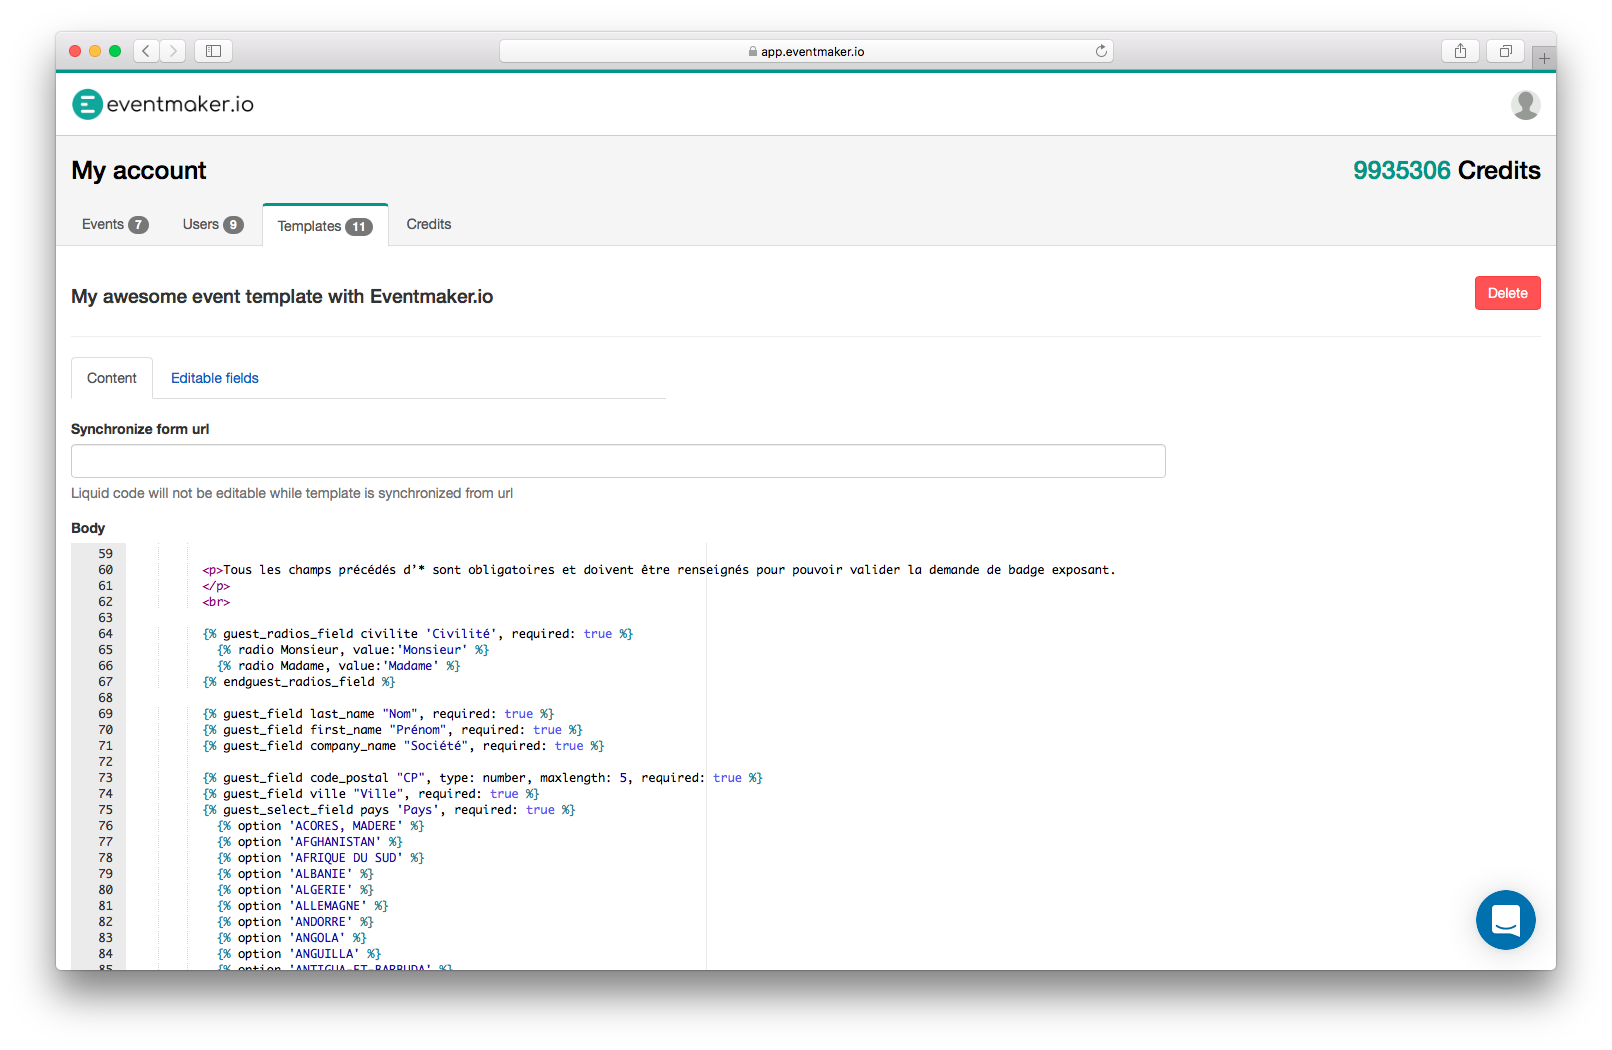 app.eventmaker.io
eventmaker.io
My account
9935306 Credits
Events 7
Users 9
Templates 11
Credits
My awesome event template with Eventmaker.io
Delete
Content
Editable fields
Synchronize form url
Liquid code will not be editable while template is synchronized from url
Body
59
60 <p>Tous les champs précédés d’* sont obligatoires et doivent être renseignés pour pouvoir valider la demande de badge exposant.
61 </p>
62 <br>
63
64 {% guest_radios_field civilite 'Civilité', required: true %}
65 {% radio Monsieur, value:'Monsieur' %}
66 {% radio Madame, value:'Madame' %}
67 {% endguest_radios_field %}
68
69 {% guest_field last_name "Nom", required: true %}
70 {% guest_field first_name "Prénom", required: true %}
71 {% guest_field company_name "Société", required: true %}
72
73 {% guest_field code_postal "CP", type: number, maxlength: 5, required: true %}
74 {% guest_field ville "Ville", required: true %}
75 {% guest_select_field pays 'Pays', required: true %}
76 {% option 'ACORES, MADERE' %}
77 {% option 'AFGHANISTAN' %}
78 {% option 'AFRIQUE DU SUD' %}
79 {% option 'ALBANIE' %}
80 {% option 'ALGERIE' %}
81 {% option 'ALLEMAGNE' %}
82 {% option 'ANDORRE' %}
83 {% option 'ANGOLA' %}
84 {% option 'ANGUILLA' %}
85 {% option 'ANTIGUA-ET-BARBUDA' %}